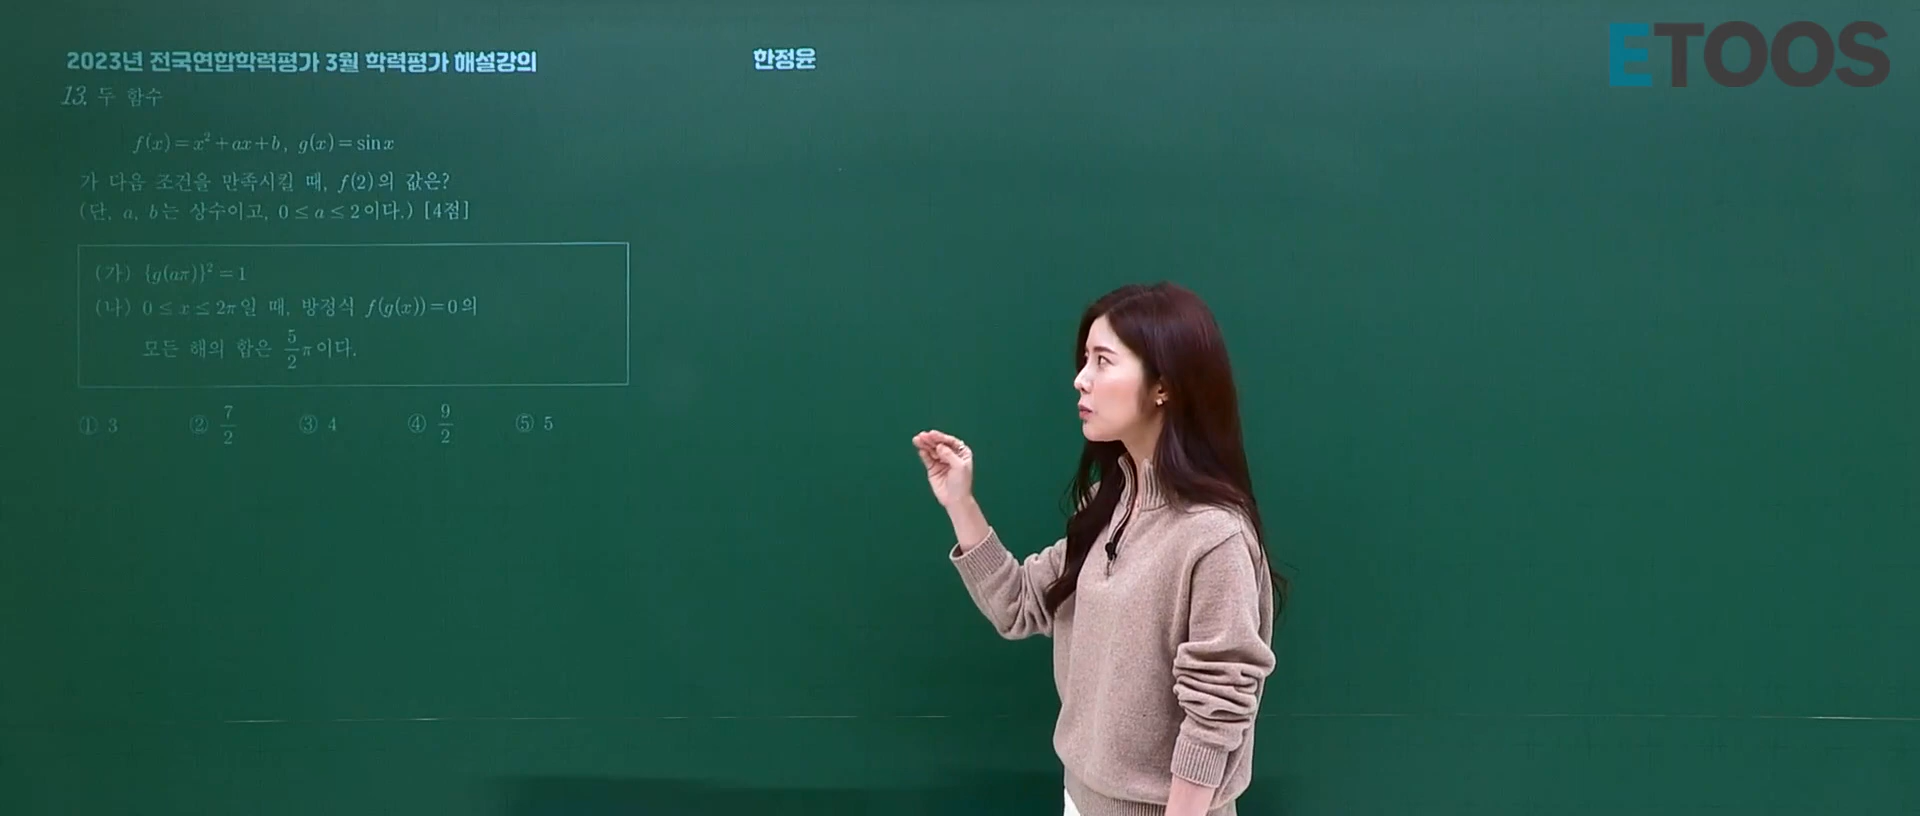 2023년 전국연합학력평가 3월 학력평가 해설강의
한정윤
ETOOS
13. 두 함수
f(x)=x²+ax+b, g(x)=sinx
가 다음 조건을 만족시킬 때, f(2)의 값은?
(단, a, b는 상수이고, 0≤a≤2이다.) [4점]
(가) {g(aπ)}²=1
(나) 0≤x≤2π일 때, 방정식 f(g(x))=0의
모든 해의 합은 5/2 π이다.
① 3 ② 7/2 ③ 4 ④ 9/2 ⑤ 5